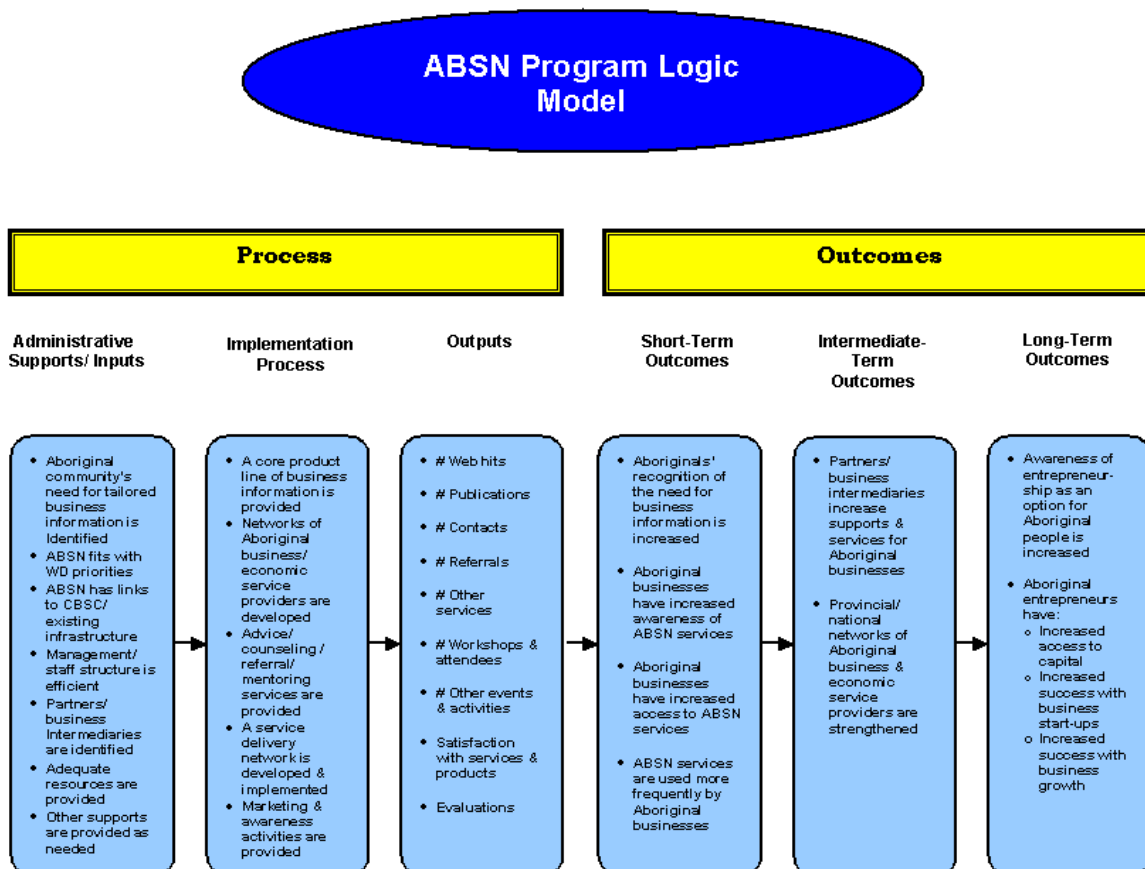 ABSN Program Logic
Model
Process
Outcomes
Administrative
Supports/ Inputs
Implementation
Process
Outputs
Short-Term
Outcomes
Intermediate-
Term
Outcomes
Long-Term
Outcomes
• Aboriginal
community's
need for tailored
business
information is
Identified
• ABSN fits with
WD priorities
• ABSN has links
to CBSC/
existing
infrastructure
• Management/
staff structure is
efficient
• Partners/
business
Intermediaries
are identified
• Adequate
resources are
provided
• Other supports
are provided as
needed
• A core product
line of business
information is
provided
• Networks of
Aboriginal
business/
economic
service
providers are
developed
• Advice/
counseling /
referral/
mentoring
services are
provided
• A service
delivery
network is
developed &
implemented
• Marketing &
awareness
activities are
provided
• # Web hits
• # Publications
• # Contacts
• # Referrals
• # Other
services
• # Workshops &
attendees
• # Other events
& activities
• Satisfaction
with services &
products
• Evaluations
• Aboriginals'
recognition of
the need for
business
information is
increased
• Aboriginal
businesses
have increased
awareness of
ABSN services
• Aboriginal
businesses
have increased
access to ABSN
services
• ABSN services
are used more
frequently by
Aboriginal
businesses
• Partners/
business
intermediaries
increase
supports &
services for
Aboriginal
businesses
• Provincial/
national
networks of
Aboriginal
business &
economic
service
providers are
strengthened
• Awareness of
entrepreneur-
ship as an
option for
Aboriginal
people is
increased
• Aboriginal
entrepreneurs
have:
o Increased
access to
capital
o Increased
success with
business
start-ups
o Increased
success with
business
growth